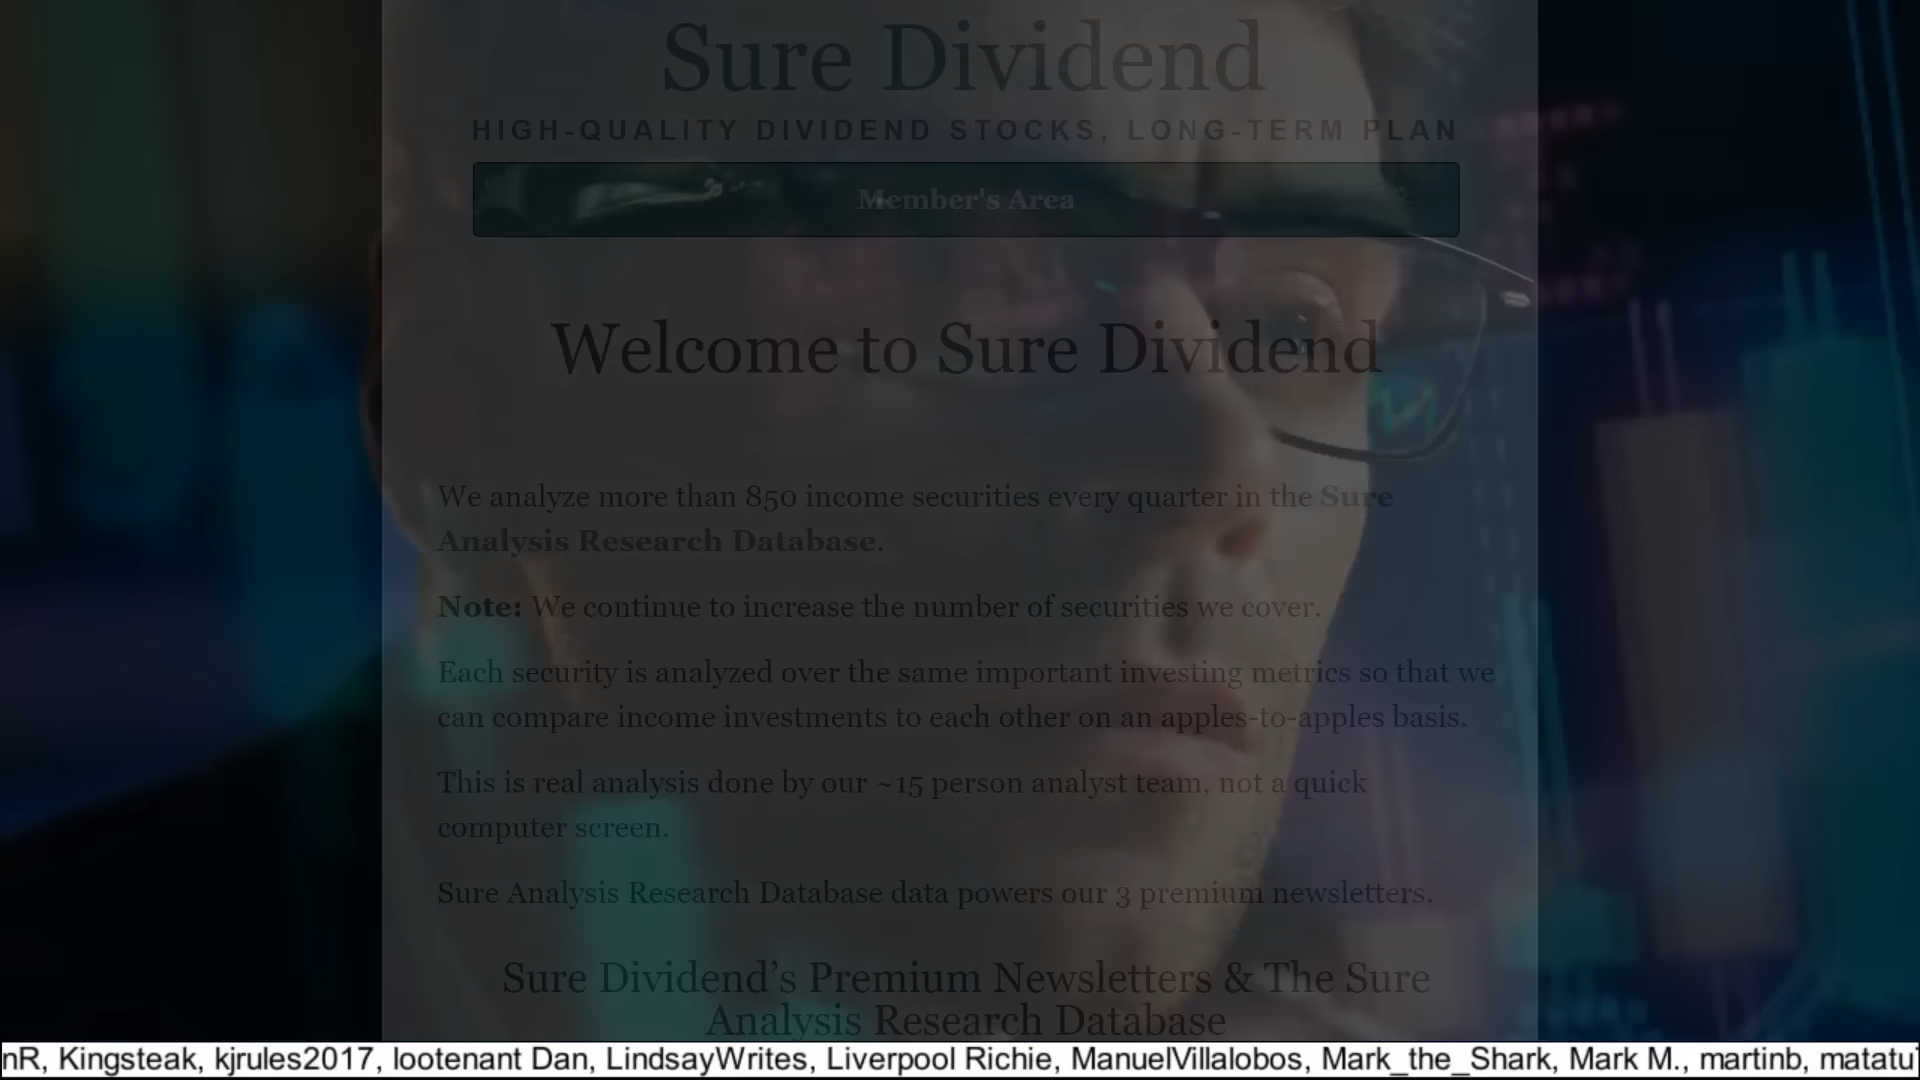 Sure Dividend
HIGH-QUALITY DIVIDEND STOCKS, LONG-TERM PLAN
Member's Area
Welcome to Sure Dividend
We analyze more than 850 income securities every quarter in the Sure
Analysis Research Database.
Note: We continue to increase the number of securities we cover.
Each security is analyzed over the same important investing metrics so that we
can compare income investments to each other on an apples-to-apples basis.
This is real analysis done by our ~15 person analyst team, not a quick
computer screen.
Sure Analysis Research Database data powers our 3 premium newsletters.
Sure Dividend’s Premium Newsletters & The Sure
Analysis Research Database
nR, Kingsteak, kjrules2017, lootenant Dan, LindsayWrites, Liverpool Richie, ManuelVillalobos, Mark_the_Shark, Mark M., martinb, matatu